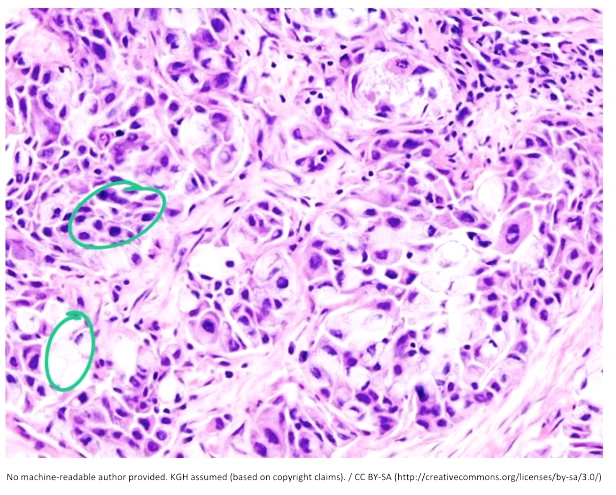 No machine-readable author provided. KGH assumed (based on copyright claims). / CC BY-SA (http://creativecommons.org/licenses/by-sa/3.0/)